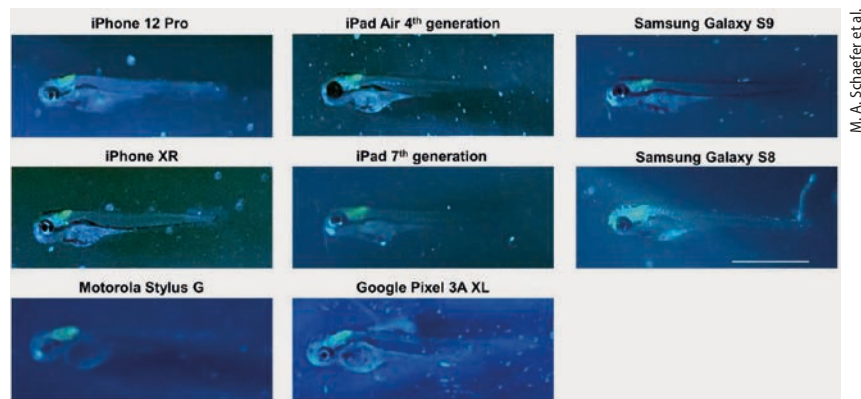 iPhone 12 Pro
iPad Air 4th generation
Samsung Galaxy S9
iPhone XR
iPad 7th generation
Samsung Galaxy S8
Motorola Stylus G
Google Pixel 3A XL
M. A. Schaefer et al.